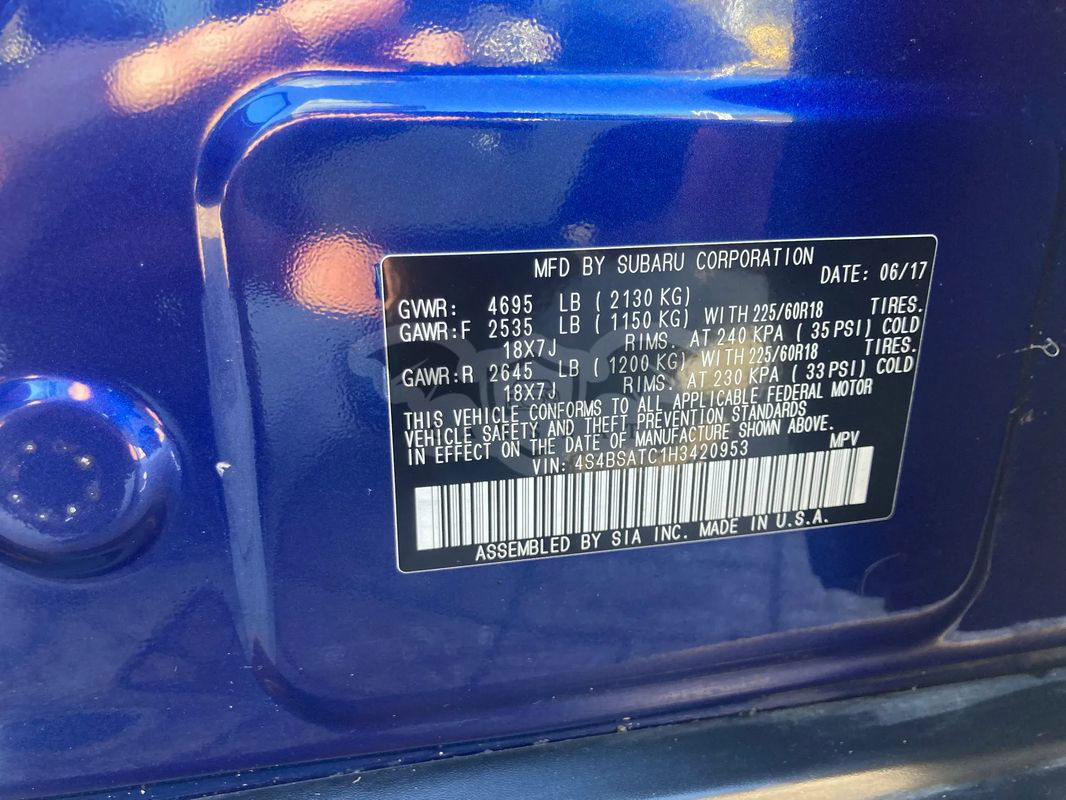 MFD BY SUBARU CORPORATION DATE: 06/17
GVWR: 4695 LB ( 2130 KG)
GAWR:F 2535 LB ( 1150 KG) WITH 225/60R18 TIRES.
18X7J RIMS. AT 240 KPA ( 35 PSI) COLD
GAWR:R 2645 LB ( 1200 KG) WITH 225/60R18 TIRES.
18X7J RIMS. AT 230 KPA ( 33 PSI) COLD
THIS VEHICLE CONFORMS TO ALL APPLICABLE FEDERAL MOTOR
VEHICLE SAFETY AND THEFT PREVENTION STANDARDS
IN EFFECT ON THE DATE OF MANUFACTURE SHOWN ABOVE.
VIN: 4S4BSATC1H3420953 MPV
ASSEMBLED BY SIA INC. MADE IN U.S.A.